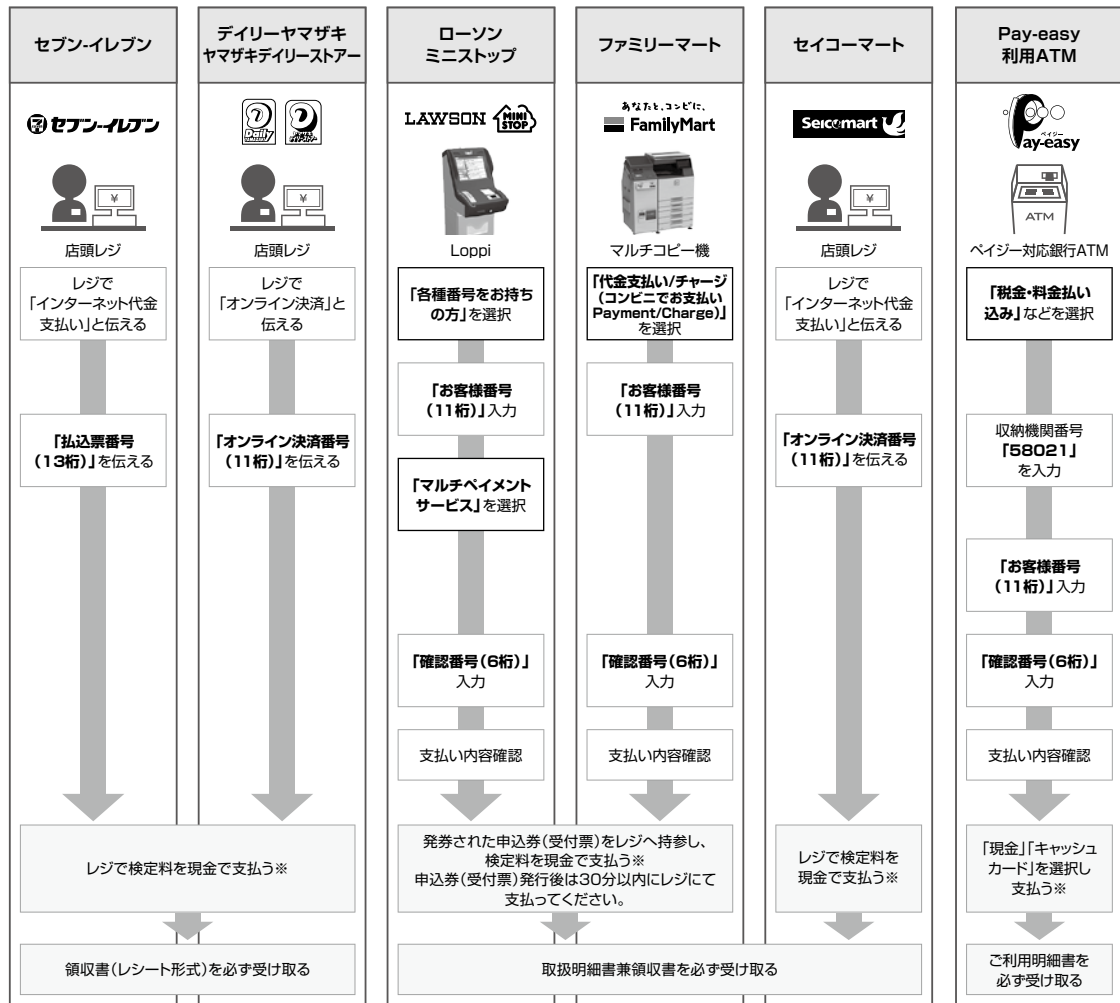 セブン-イレブン
セブン-イレブン
店頭レジ
レジで
「インターネット代金
支払い」と伝える
「払込票番号
(13桁)」を伝える
デイリーヤマザキ
ヤマザキデイリーストアー
Daily
店頭レジ
レジで
「オンライン決済」と
伝える
「オンライン決済番号
(11桁)」を伝える
レジで検定料を現金で支払う※
領収書(レシート形式)を必ず受け取る
ローソン
ミニストップ
LAWSON MINI STOP
Loppi
「各種番号をお持ち
の方」を選択
「お客様番号
(11桁)」入力
「マルチペイメント
サービス」を選択
「確認番号(6桁)」
入力
支払い内容確認
ファミリーマート
あなたと、コンビに、
FamilyMart
マルチコピー機
「代金支払い/チャージ
(コンビニでお支払い
Payment/Charge)」
を選択
「お客様番号
(11桁)」入力
「確認番号(6桁)」
入力
支払い内容確認
発券された申込券(受付票)をレジへ持参し、
検定料を現金で支払う※
申込券(受付票)発行後は30分以内にレジにて
支払ってください。
セイコーマート
Seicomart
店頭レジ
レジで
「インターネット代金
支払い」と伝える
「オンライン決済番号
(11桁)」を伝える
レジで検定料を
現金で支払う※
取扱明細書兼領収書を必ず受け取る
Pay-easy
利用ATM
ペイジー
Pay-easy
ATM
ペイジー対応銀行ATM
「税金・料金払い
込み」などを選択
収納機関番号
「58021」
を入力
「お客様番号
(11桁)」入力
「確認番号(6桁)」
入力
支払い内容確認
「現金」「キャッシュ
カード」を選択し
支払う※
ご利用明細書を
必ず受け取る